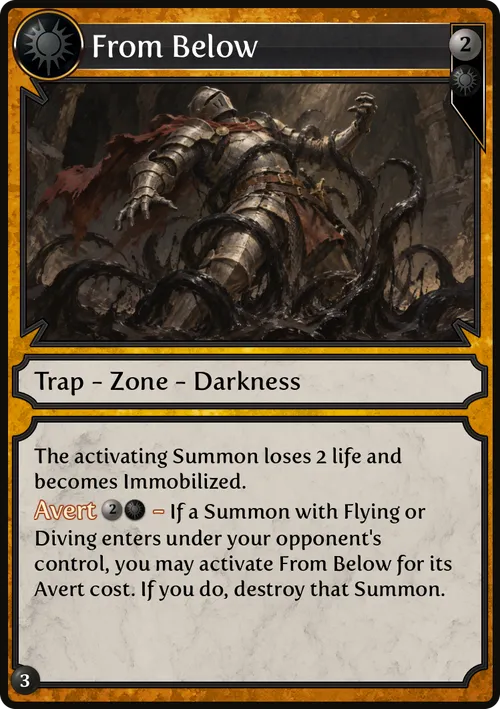 From Below
2
Trap - Zone - Darkness
The activating Summon loses 2 life and
becomes Immobilized.
Avert 2 – If a Summon with Flying or
Diving enters under your opponent's
control, you may activate From Below for its
Avert cost. If you do, destroy that Summon.
3